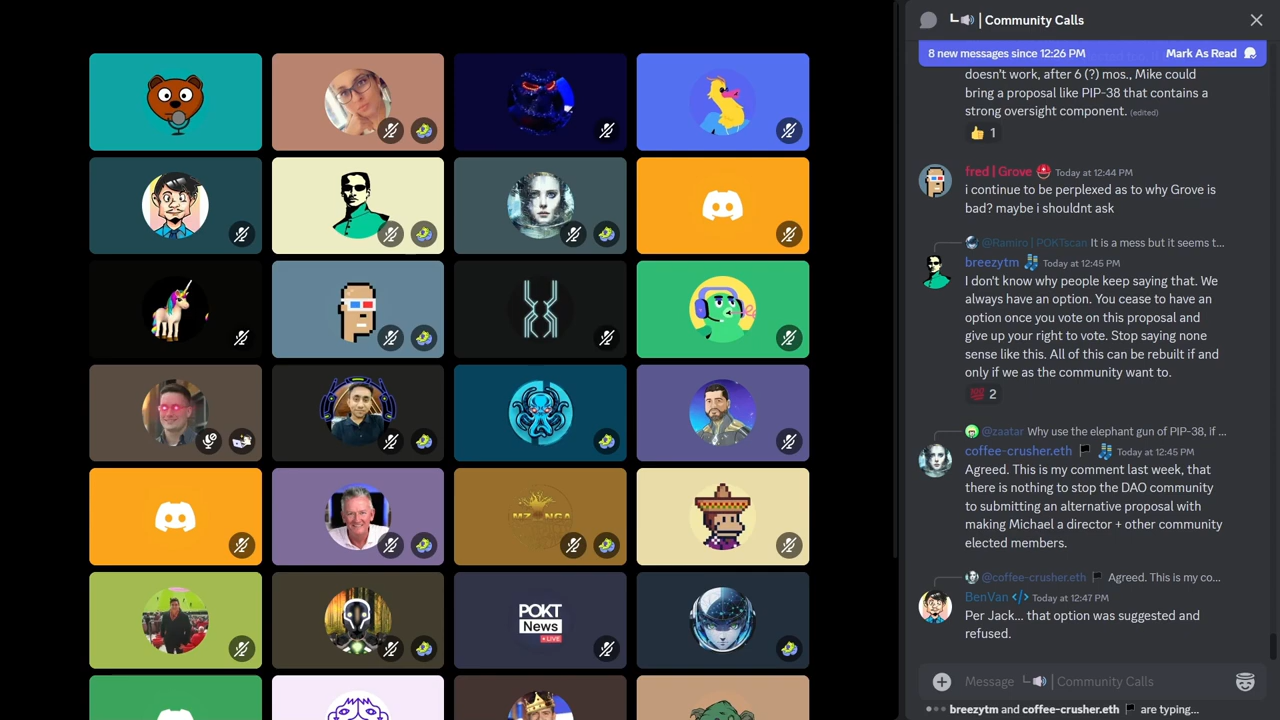 ┗🔊 | Community Calls
8 new messages since 12:26 PM Mark As Read
doesn't work, after 6 (?) mos., Mike could
bring a proposal like PIP-38 that contains a
strong oversight component. (edited)
👍 1
fred | Grove Today at 12:44 PM
i continue to be perplexed as to why Grove is
bad? maybe i shouldnt ask
@Ramiro | POKTscan It is a mess but it seems t...
breezytm Today at 12:45 PM
I don't know why people keep saying that. We
always have an option. You cease to have an
option once you vote on this proposal and
give up your right to vote. Stop saying none
sense like this. All of this can be rebuilt if and
only if we as the community want to.
💯 2
@zaatar Why use the elephant gun of PIP-38, if ...
coffee-crusher.eth 🏴 Today at 12:45 PM
Agreed. This is my comment last week, that
there is nothing to stop the DAO community
to submitting an alternative proposal with
making Michael a director + other community
elected members.
@coffee-crusher.eth 🏴 Agreed. This is my co...
BenVan </> Today at 12:47 PM
Per Jack... that option was suggested and
refused.
Message ┗🔊 | Community Calls
breezytm and coffee-crusher.eth 🏴 are typing...
MZONGA
POKT
News
LIVE